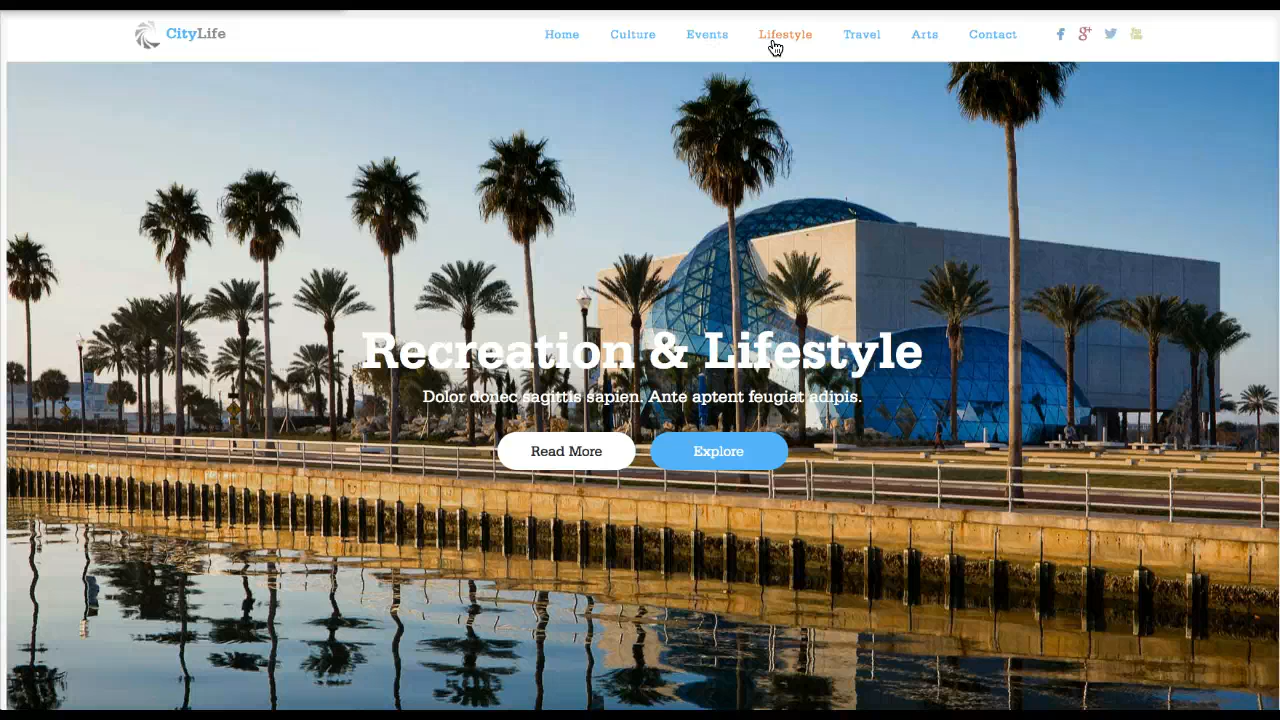 CityLife
Home Culture Events Lifestyle Travel Arts Contact
Recreation & Lifestyle
Dolor donec sagittis sapien. Ante aptent feugiat adipis.
Read More Explore